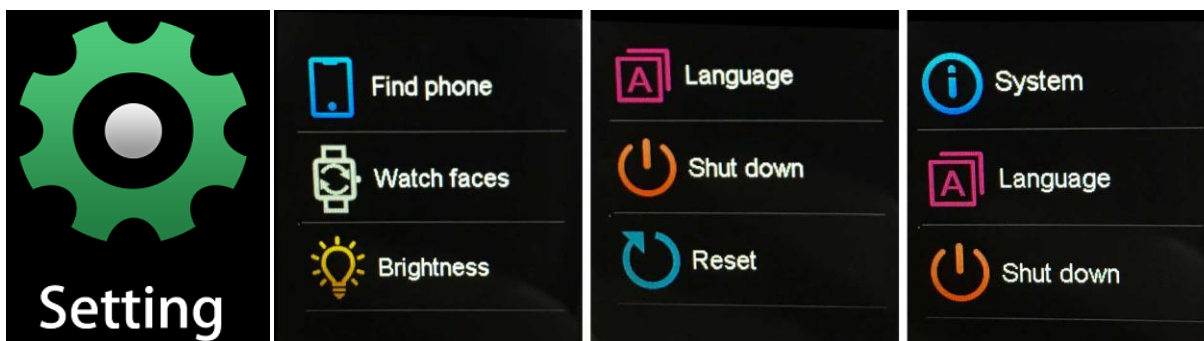 Setting
Find phone
Watch faces
Brightness
Language
Shut down
Reset
System
Language
Shut down